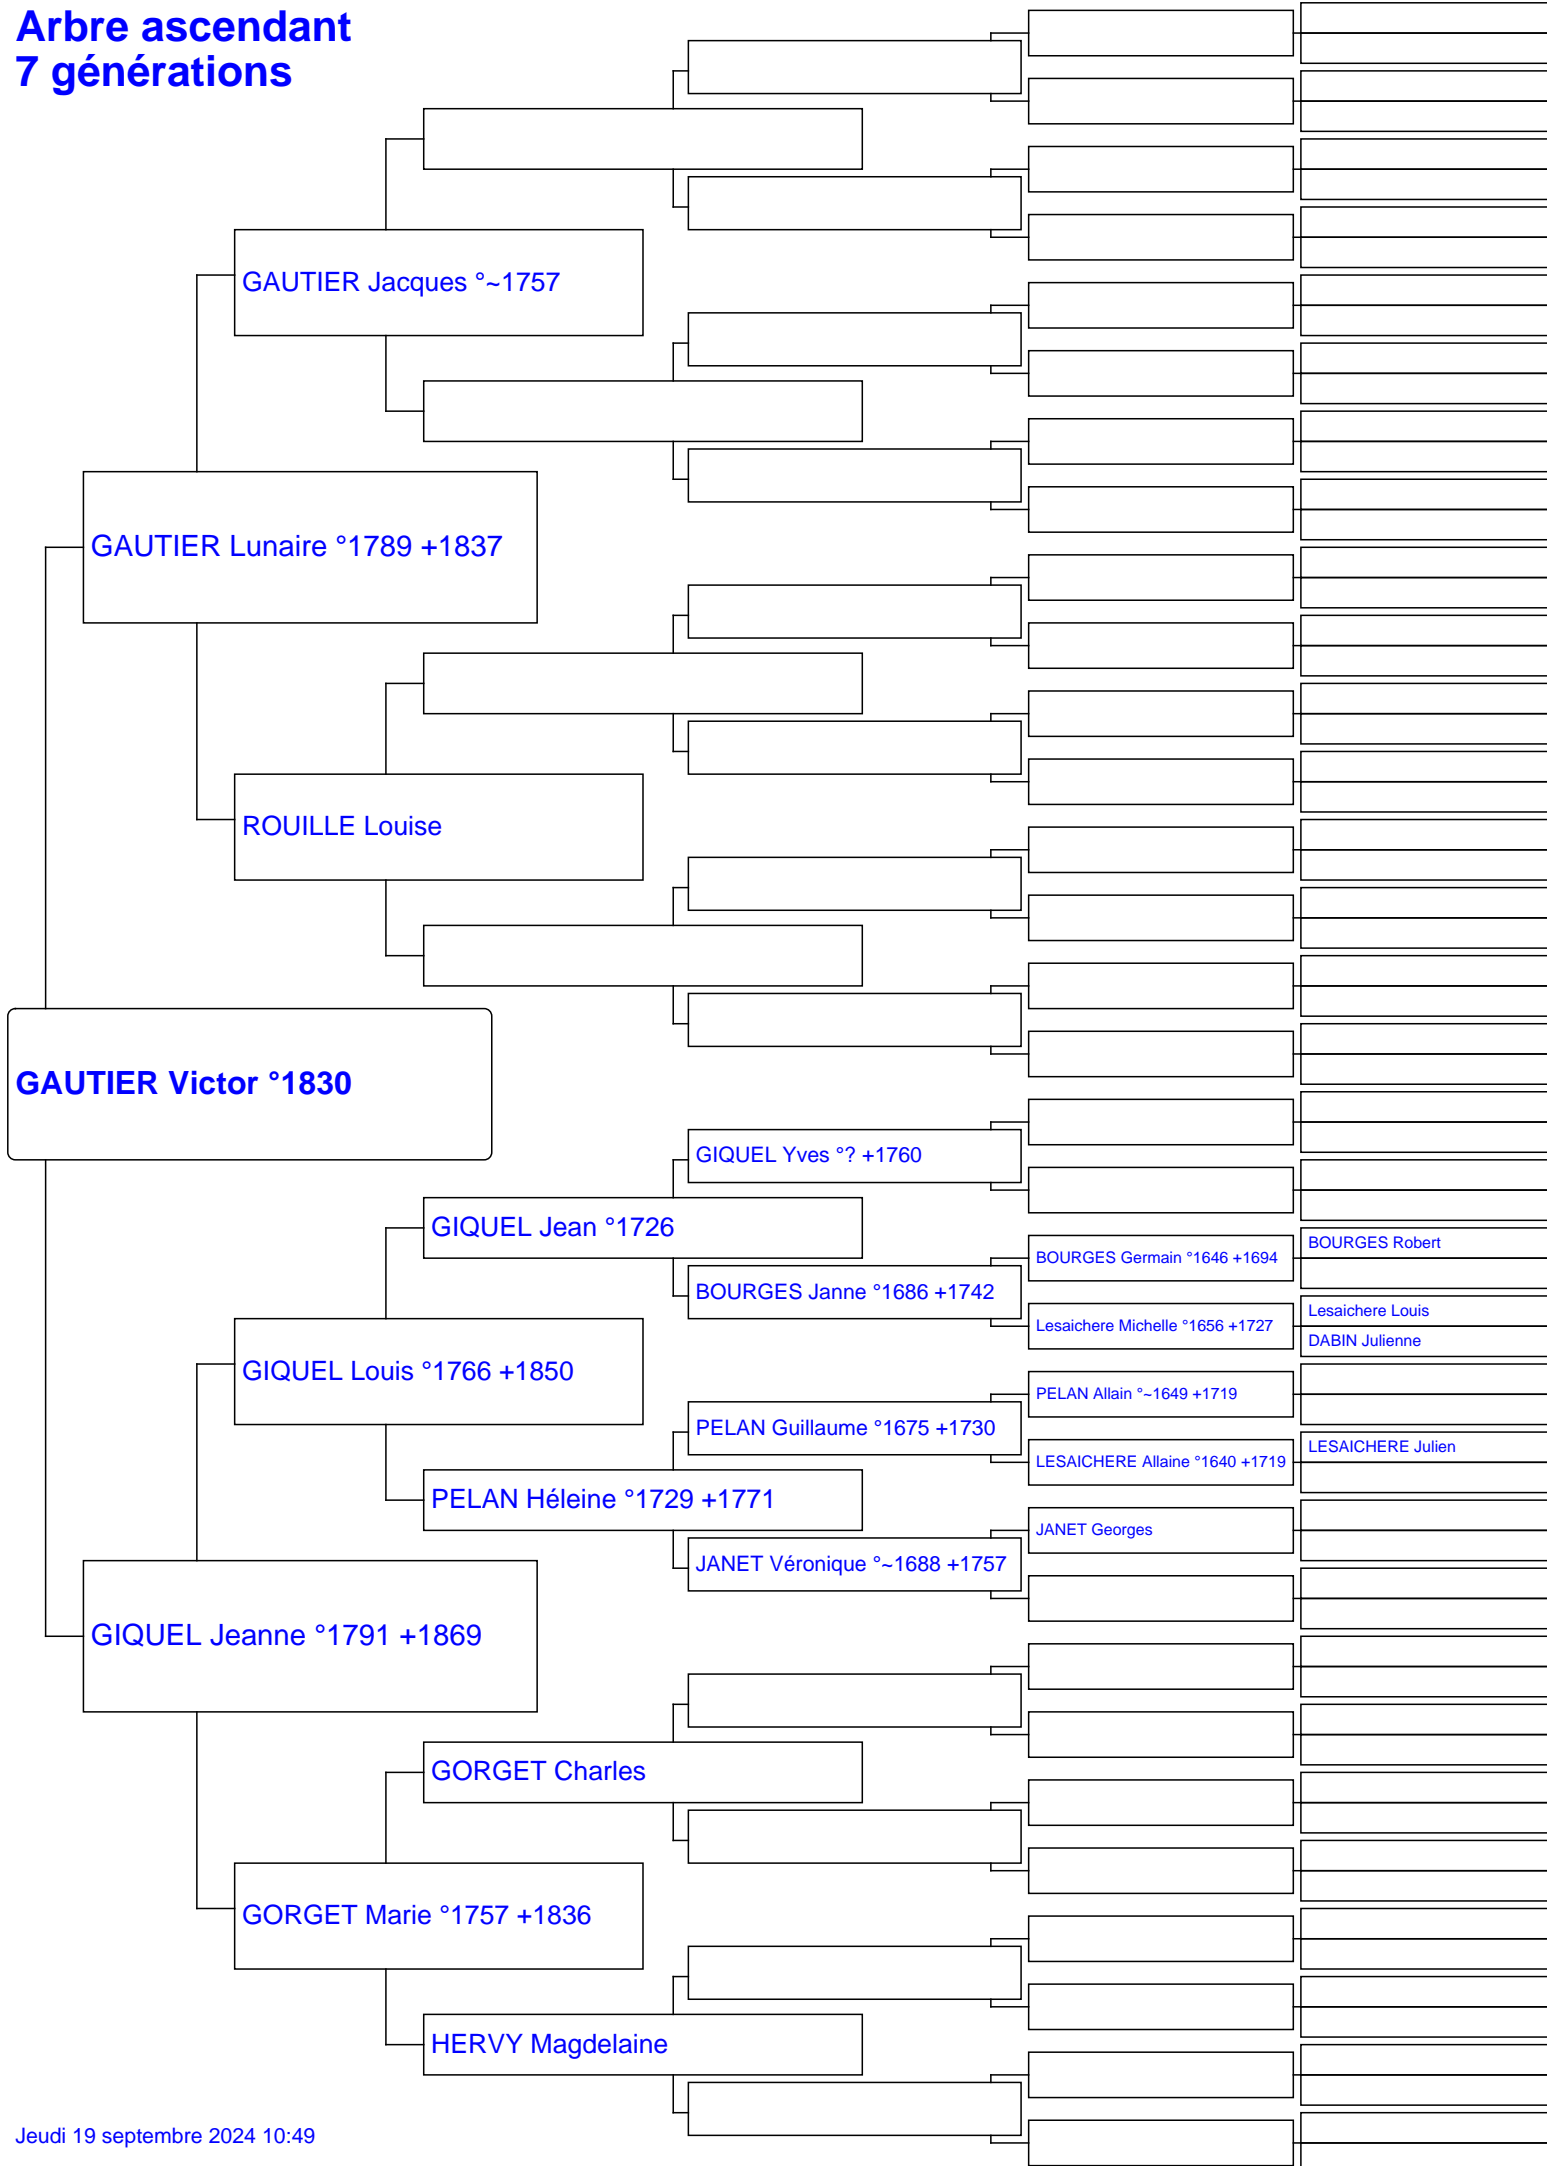 Arbre ascendant
7 générations
GAUTIER Jacques °~1757
GAUTIER Lunaire °1789 +1837
ROUILLE Louise
GAUTIER Victor °1830
GIQUEL Yves °? +1760
GIQUEL Jean °1726
BOURGES Germain °1646 +1694
BOURGES Robert
BOURGES Janne °1686 +1742
Lesaichere Michelle °1656 +1727
Lesaichere Louis
DABIN Julienne
GIQUEL Louis °1766 +1850
PELAN Allain °~1649 +1719
PELAN Guillaume °1675 +1730
LESAICHERE Allaine °1640 +1719
LESAICHERE Julien
PELAN Héleine °1729 +1771
JANET Georges
JANET Véronique °~1688 +1757
GIQUEL Jeanne °1791 +1869
GORGET Charles
GORGET Marie °1757 +1836
HERVY Magdelaine
Jeudi 19 septembre 2024 10:49